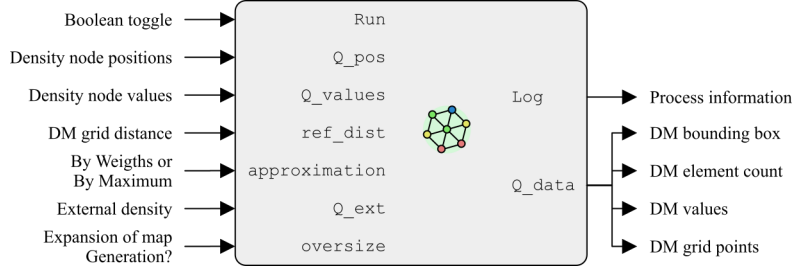 Boolean toggle
Run
Density node positions
Q_pos
Density node values
Q_values
DM grid distance
ref_dist
By Weigths or
By Maximum
approximation
External density
Q_ext
Expansion of map
Generation?
oversize
Log
Process information
Q_data
DM bounding box
DM element count
DM values
DM grid points